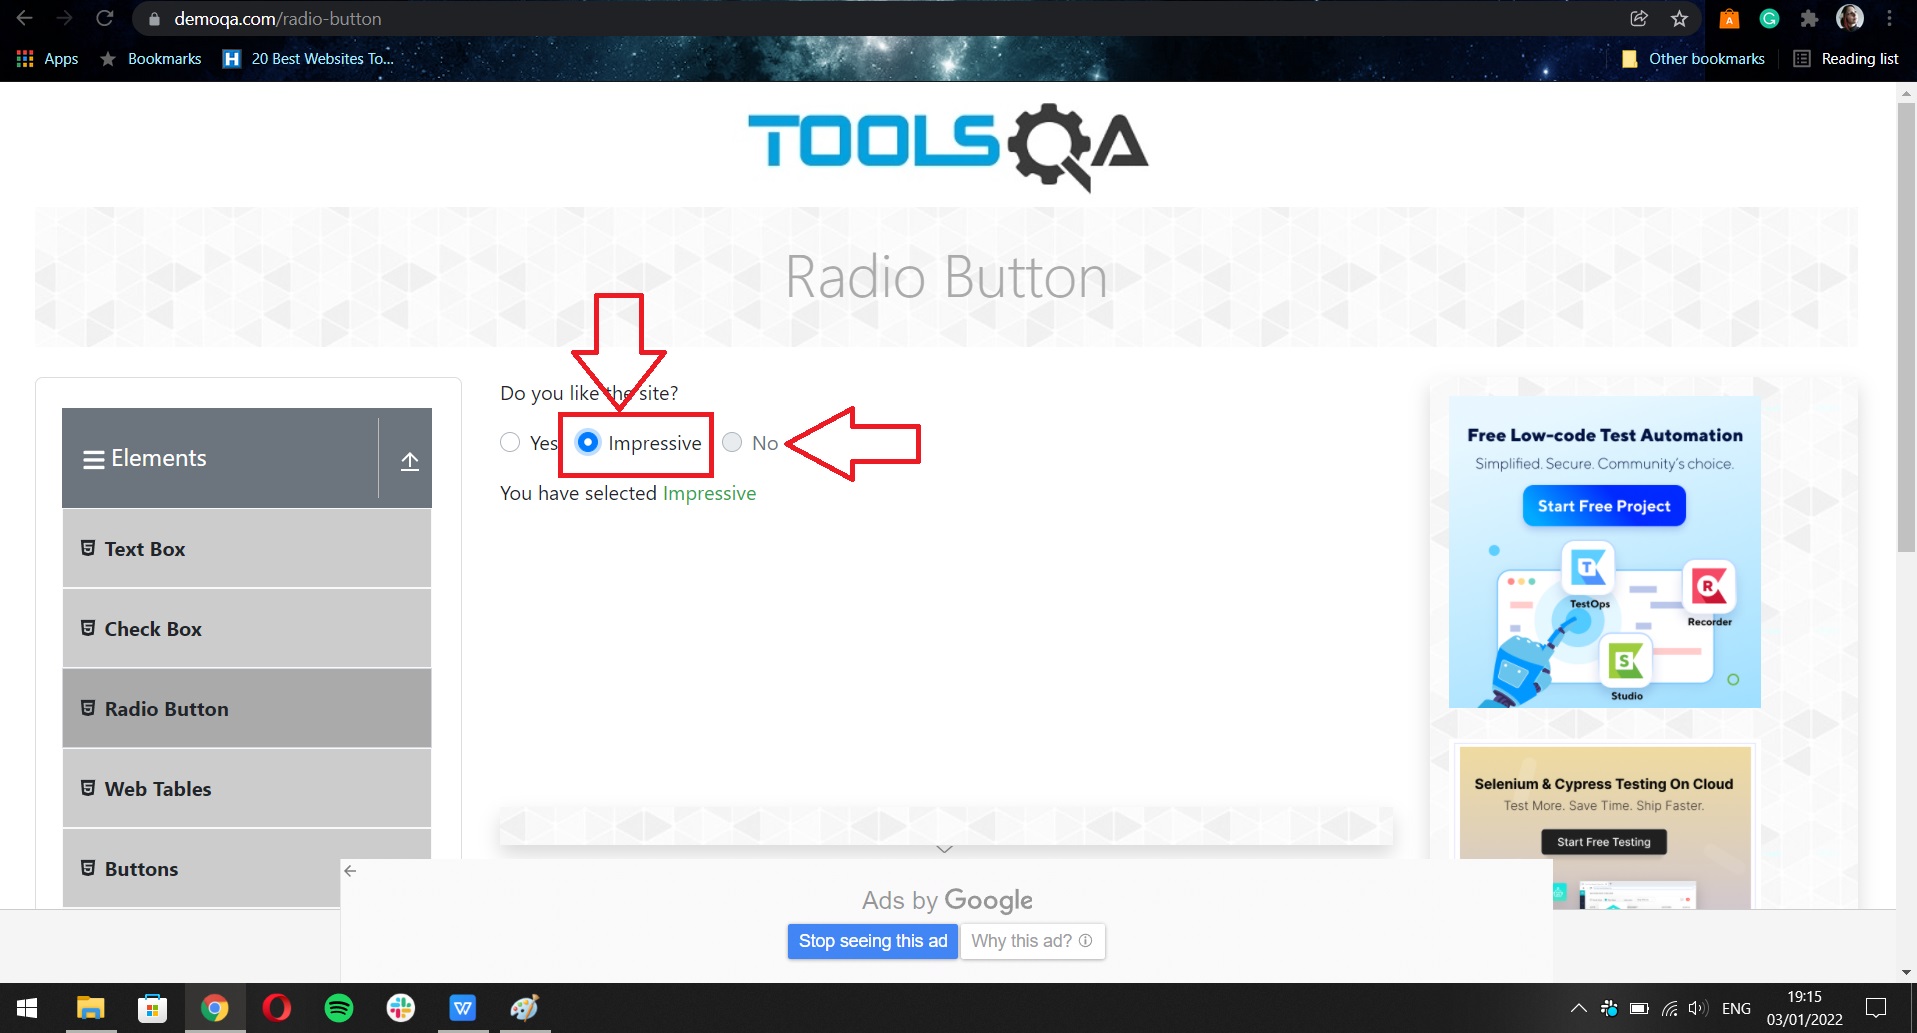 demoqa.com/radio-button
Apps Bookmarks H 20 Best Websites To... Other bookmarks Reading list
TOOLSQA
Radio Button
Elements
Text Box
Check Box
Radio Button
Web Tables
Buttons
Do you like the site?
Yes Impressive No
You have selected Impressive
Free Low-code Test Automation
Simplified. Secure. Community's choice.
Start Free Project
T
TestOps
R
Recorder
S
Studio
Selenium & Cypress Testing On Cloud
Test More. Save Time. Ship Faster.
Start Free Testing
Ads by Google
Stop seeing this ad Why this ad?
ENG
19:15
03/01/2022